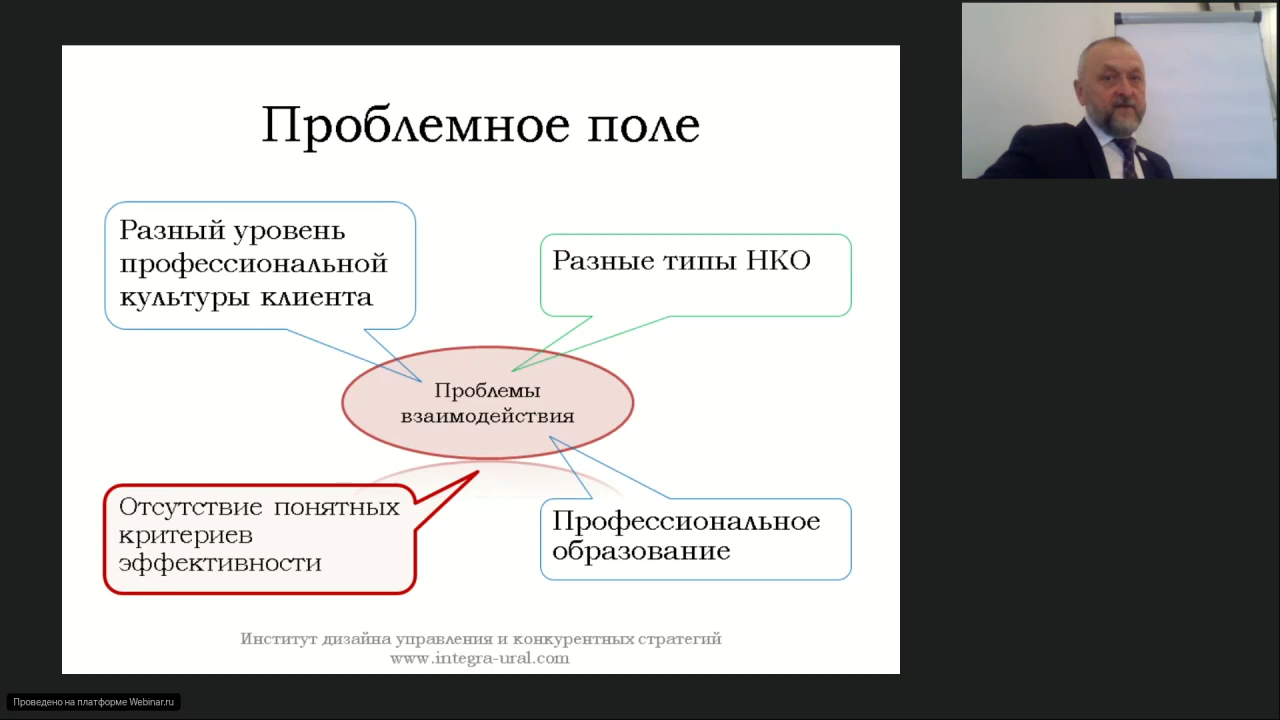 Проблемное поле
Разный уровень
профессиональной
культуры клиента
Разные типы НКО
Проблемы
взаимодействия
Отсутствие понятных
критериев
эффективности
Профессиональное
образование
Институт дизайна управления и конкурентных стратегий
www.integra-ural.com
Проведено на платформе Webinar.ru